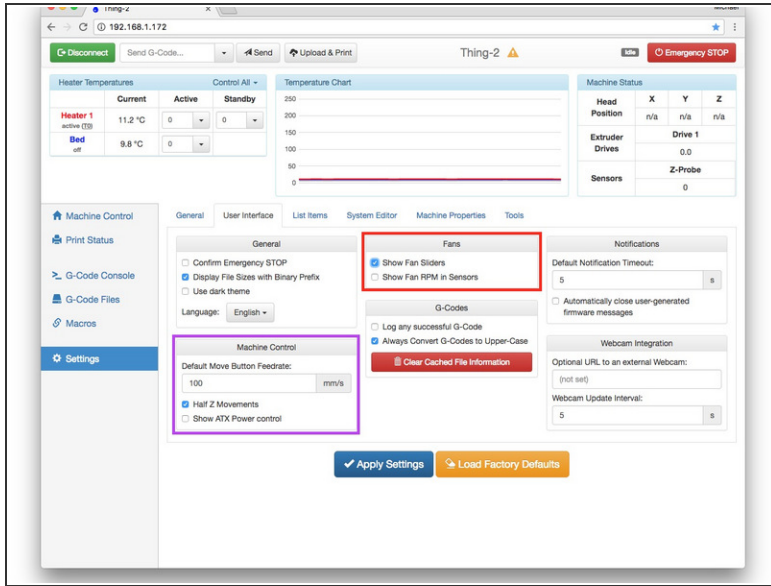 Thing-2
Michael
192.168.1.172
Disconnect Send G-Code... Send Upload & Print Thing-2 Idle Emergency STOP
Heater Temperatures Control All
Current Active Standby
Heater 1
active (T0)
11.2 °C 0 0
Bed
off
9.8 °C 0
Temperature Chart
250
200
150
100
50
0
Machine Status
Head Position X Y Z
n/a n/a n/a
Extruder Drives Drive 1
0.0
Sensors Z-Probe
0
Machine Control
Print Status
G-Code Console
G-Code Files
Macros
Settings
General User Interface List Items System Editor Machine Properties Tools
General
Confirm Emergency STOP
Display File Sizes with Binary Prefix
Use dark theme
Language: English
Machine Control
Default Move Button Feedrate:
100 mm/s
Half Z Movements
Show ATX Power control
Fans
Show Fan Sliders
Show Fan RPM in Sensors
G-Codes
Log any successful G-Code
Always Convert G-Codes to Upper-Case
Clear Cached File Information
Notifications
Default Notification Timeout:
5 s
Automatically close user-generated
firmware messages
Webcam Integration
Optional URL to an external Webcam:
(not set)
Webcam Update Interval:
5 s
Apply Settings Load Factory Defaults